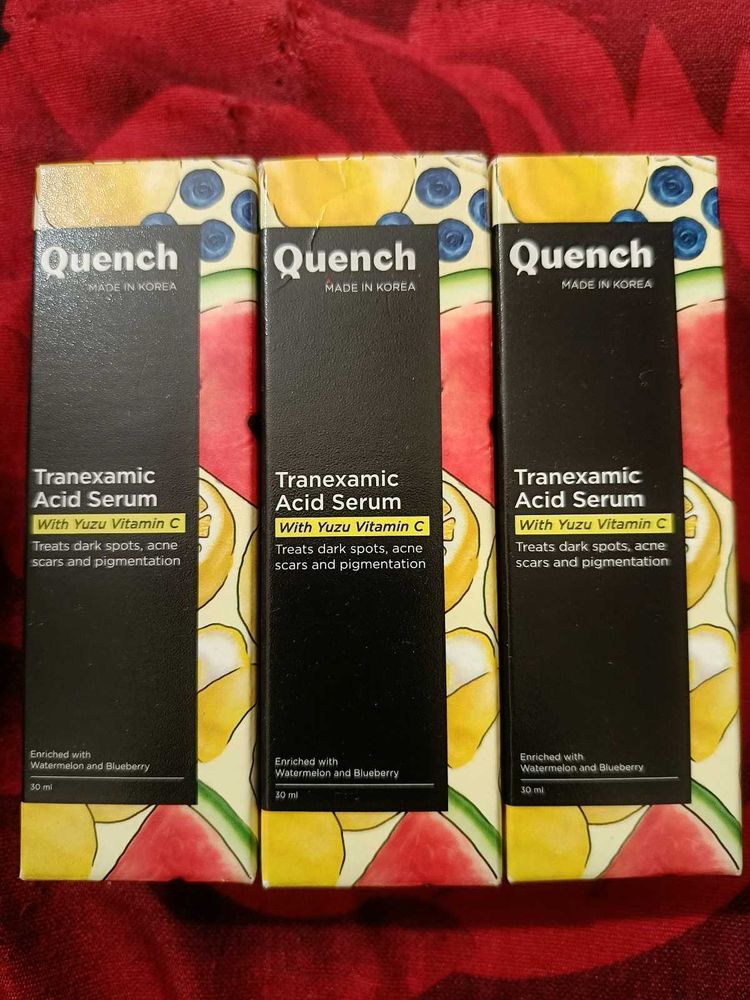 Quench
MADE IN KOREA
Tranexamic
Acid Serum
With Yuzu Vitamin C
Treats dark spots, acne
scars and pigmentation
Enriched with
Watermelon and Blueberry
30 ml
Quench
MADE IN KOREA
Tranexamic
Acid Serum
With Yuzu Vitamin C
Treats dark spots, acne
scars and pigmentation
Enriched with
Watermelon and Blueberry
30 ml
Quench
MADE IN KOREA
Tranexamic
Acid Serum
With Yuzu Vitamin C
Treats dark spots, acne
scars and pigmentation
Enriched with
Watermelon and Blueberry
30 ml